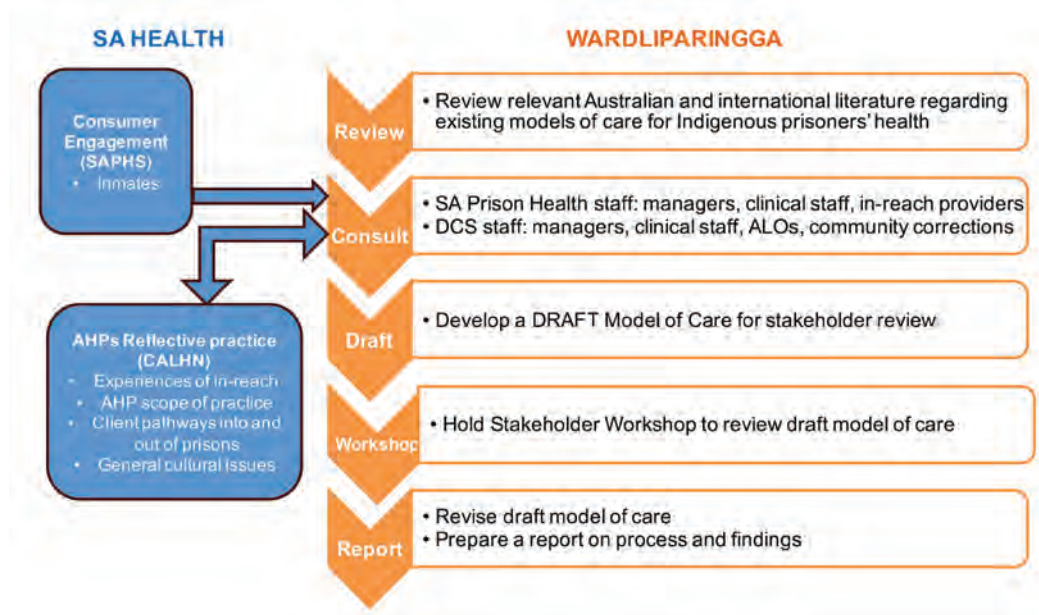 SA HEALTH
WARDLIPARINGGA
Consumer
Engagement
(SAPHS)
• Inmates
AHPs Reflective practice
(CALHN)
- Experiences of in-reach
• AHP scope of practice
• Client pathways into and
out of prisons
• General cultural issues
Review
• Review relevant Australian and international literature regarding
existing models of care for Indigenous prisoners' health
Consult
• SA Prison Health staff: managers, clinical staff, in-reach providers
• DCS staff: managers, clinical staff, ALOs, community corrections
Draft
• Develop a DRAFT Model of Care for stakeholder review
Workshop
• Hold Stakeholder Workshop to review draft model of care
Report
• Revise draft model of care
• Prepare a report on process and findings